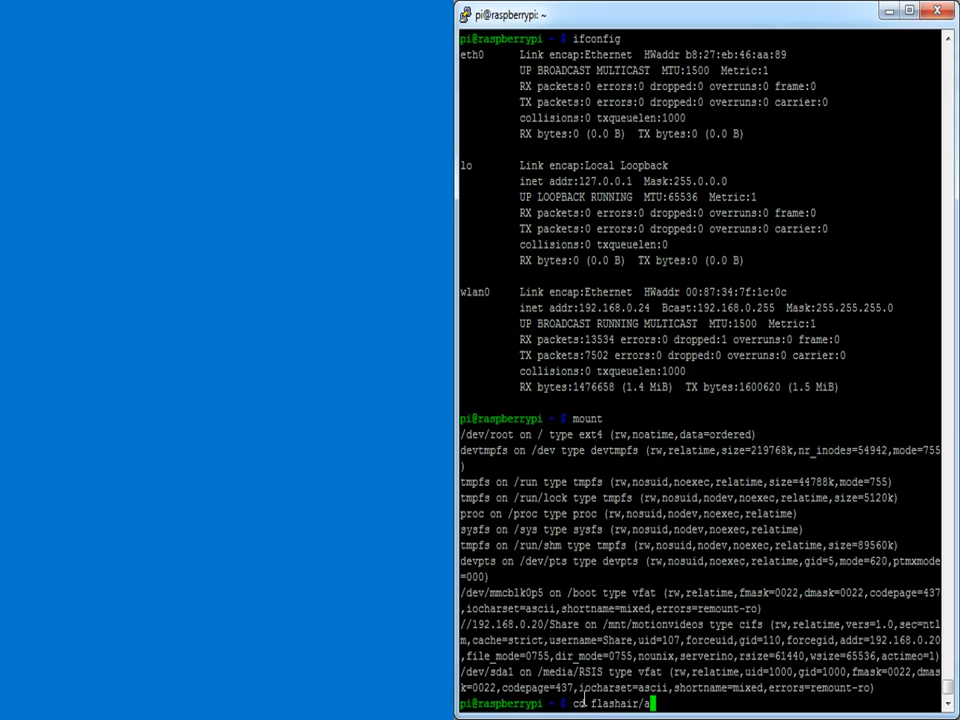 pi@raspberrypi: ~
pi@raspberrypi ~ $ ifconfig
eth0 Link encap:Ethernet HWaddr b8:27:eb:46:aa:89
UP BROADCAST MULTICAST MTU:1500 Metric:1
RX packets:0 errors:0 dropped:0 overruns:0 frame:0
TX packets:0 errors:0 dropped:0 overruns:0 carrier:0
collisions:0 txqueuelen:1000
RX bytes:0 (0.0 B) TX bytes:0 (0.0 B)
lo Link encap:Local Loopback
inet addr:127.0.0.1 Mask:255.0.0.0
UP LOOPBACK RUNNING MTU:65536 Metric:1
RX packets:0 errors:0 dropped:0 overruns:0 frame:0
TX packets:0 errors:0 dropped:0 overruns:0 carrier:0
collisions:0 txqueuelen:0
RX bytes:0 (0.0 B) TX bytes:0 (0.0 B)
wlan0 Link encap:Ethernet HWaddr 00:87:34:7f:1c:0c
inet addr:192.168.0.24 Bcast:192.168.0.255 Mask:255.255.255.0
UP BROADCAST RUNNING MULTICAST MTU:1500 Metric:1
RX packets:13534 errors:0 dropped:1 overruns:0 frame:0
TX packets:7502 errors:0 dropped:0 overruns:0 carrier:0
collisions:0 txqueuelen:1000
RX bytes:1476658 (1.4 MiB) TX bytes:1600620 (1.5 MiB)
pi@raspberrypi ~ $ mount
/dev/root on / type ext4 (rw,noatime,data=ordered)
devtmpfs on /dev type devtmpfs (rw,relatime,size=219768k,nr_inodes=54942,mode=755
)
tmpfs on /run type tmpfs (rw,nosuid,noexec,relatime,size=44788k,mode=755)
tmpfs on /run/lock type tmpfs (rw,nosuid,nodev,noexec,relatime,size=5120k)
proc on /proc type proc (rw,nosuid,nodev,noexec,relatime)
sysfs on /sys type sysfs (rw,nosuid,nodev,noexec,relatime)
tmpfs on /run/shm type tmpfs (rw,nosuid,nodev,noexec,relatime,size=89560k)
devpts on /dev/pts type devpts (rw,nosuid,noexec,relatime,gid=5,mode=620,ptmxmode
=000)
/dev/mmcblk0p5 on /boot type vfat (rw,relatime,fmask=0022,dmask=0022,codepage=437
,iocharset=ascii,shortname=mixed,errors=remount-ro)
//192.168.0.20/Share on /mnt/motionvideos type cifs (rw,relatime,vers=1.0,sec=ntl
m,cache=strict,username=Share,uid=107,forceuid,gid=110,forcegid,addr=192.168.0.20
,file_mode=0755,dir_mode=0755,nounix,serverino,rsize=61440,wsize=65536,actimeo=1)
/dev/sda1 on /media/RSIS type vfat (rw,relatime,uid=1000,gid=1000,fmask=0022,dmas
k=0022,codepage=437,iocharset=ascii,shortname=mixed,errors=remount-ro)
pi@raspberrypi ~ $ cd flashair/a